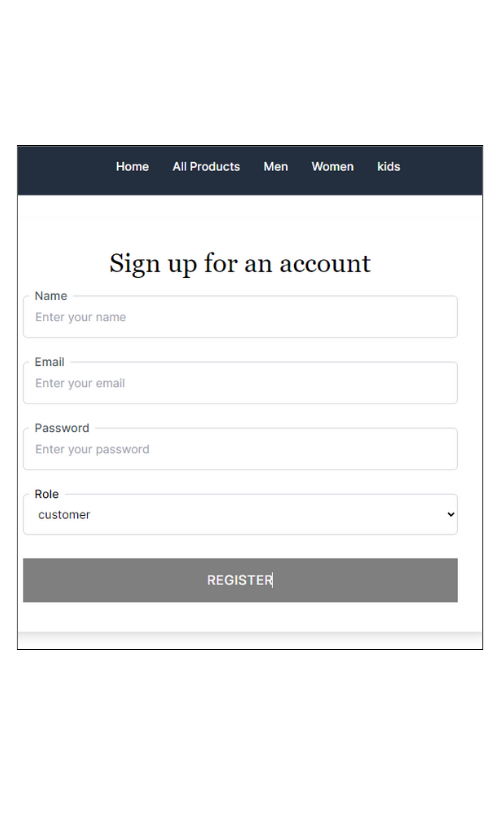 Home All Products Men Women kids
Sign up for an account
Name
Enter your name
Email
Enter your email
Password
Enter your password
Role
customer
REGISTER